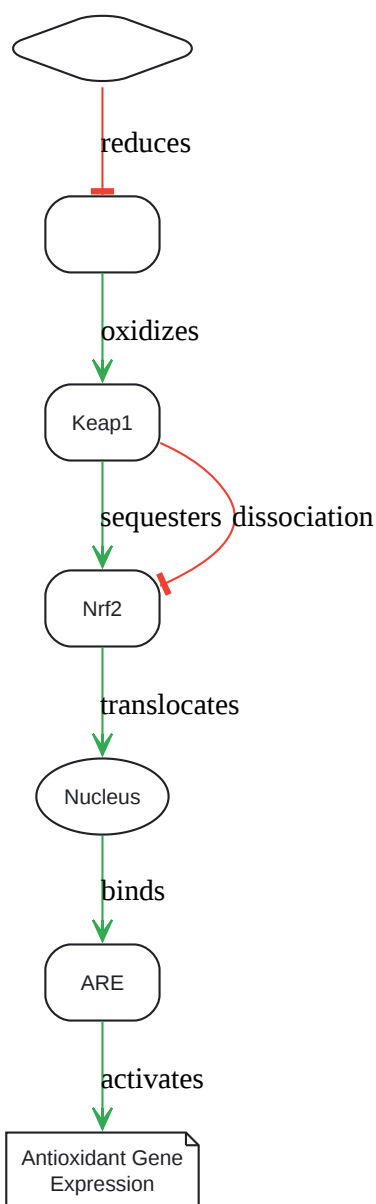 reduces
oxidizes
Keap1
sequesters
dissociation
Nrf2
translocates
Nucleus
binds
ARE
activates
Antioxidant Gene
Expression